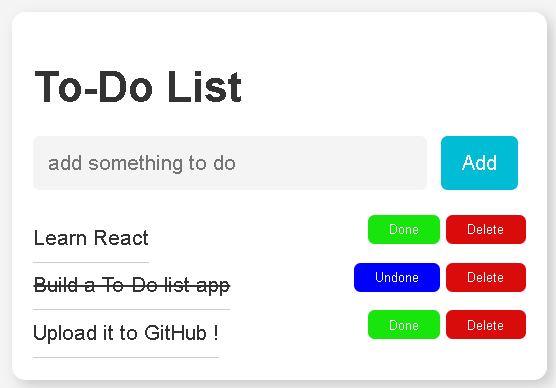 To-Do List
add something to do Add
Learn React Done Delete
Build a To-Do list app Undone Delete
Upload it to GitHub ! Done Delete